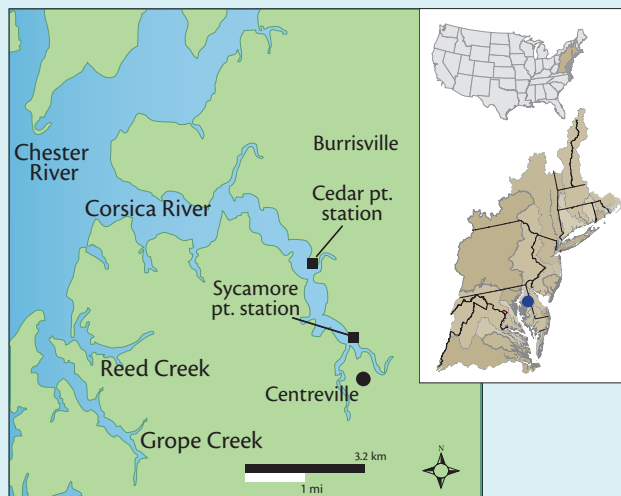 Burrisville
Chester
River
Cedar pt.
station
Corsica River
Sycamore
pt. station
Reed Creek
Centreville
Grope Creek
N
3.2 km
1 mi